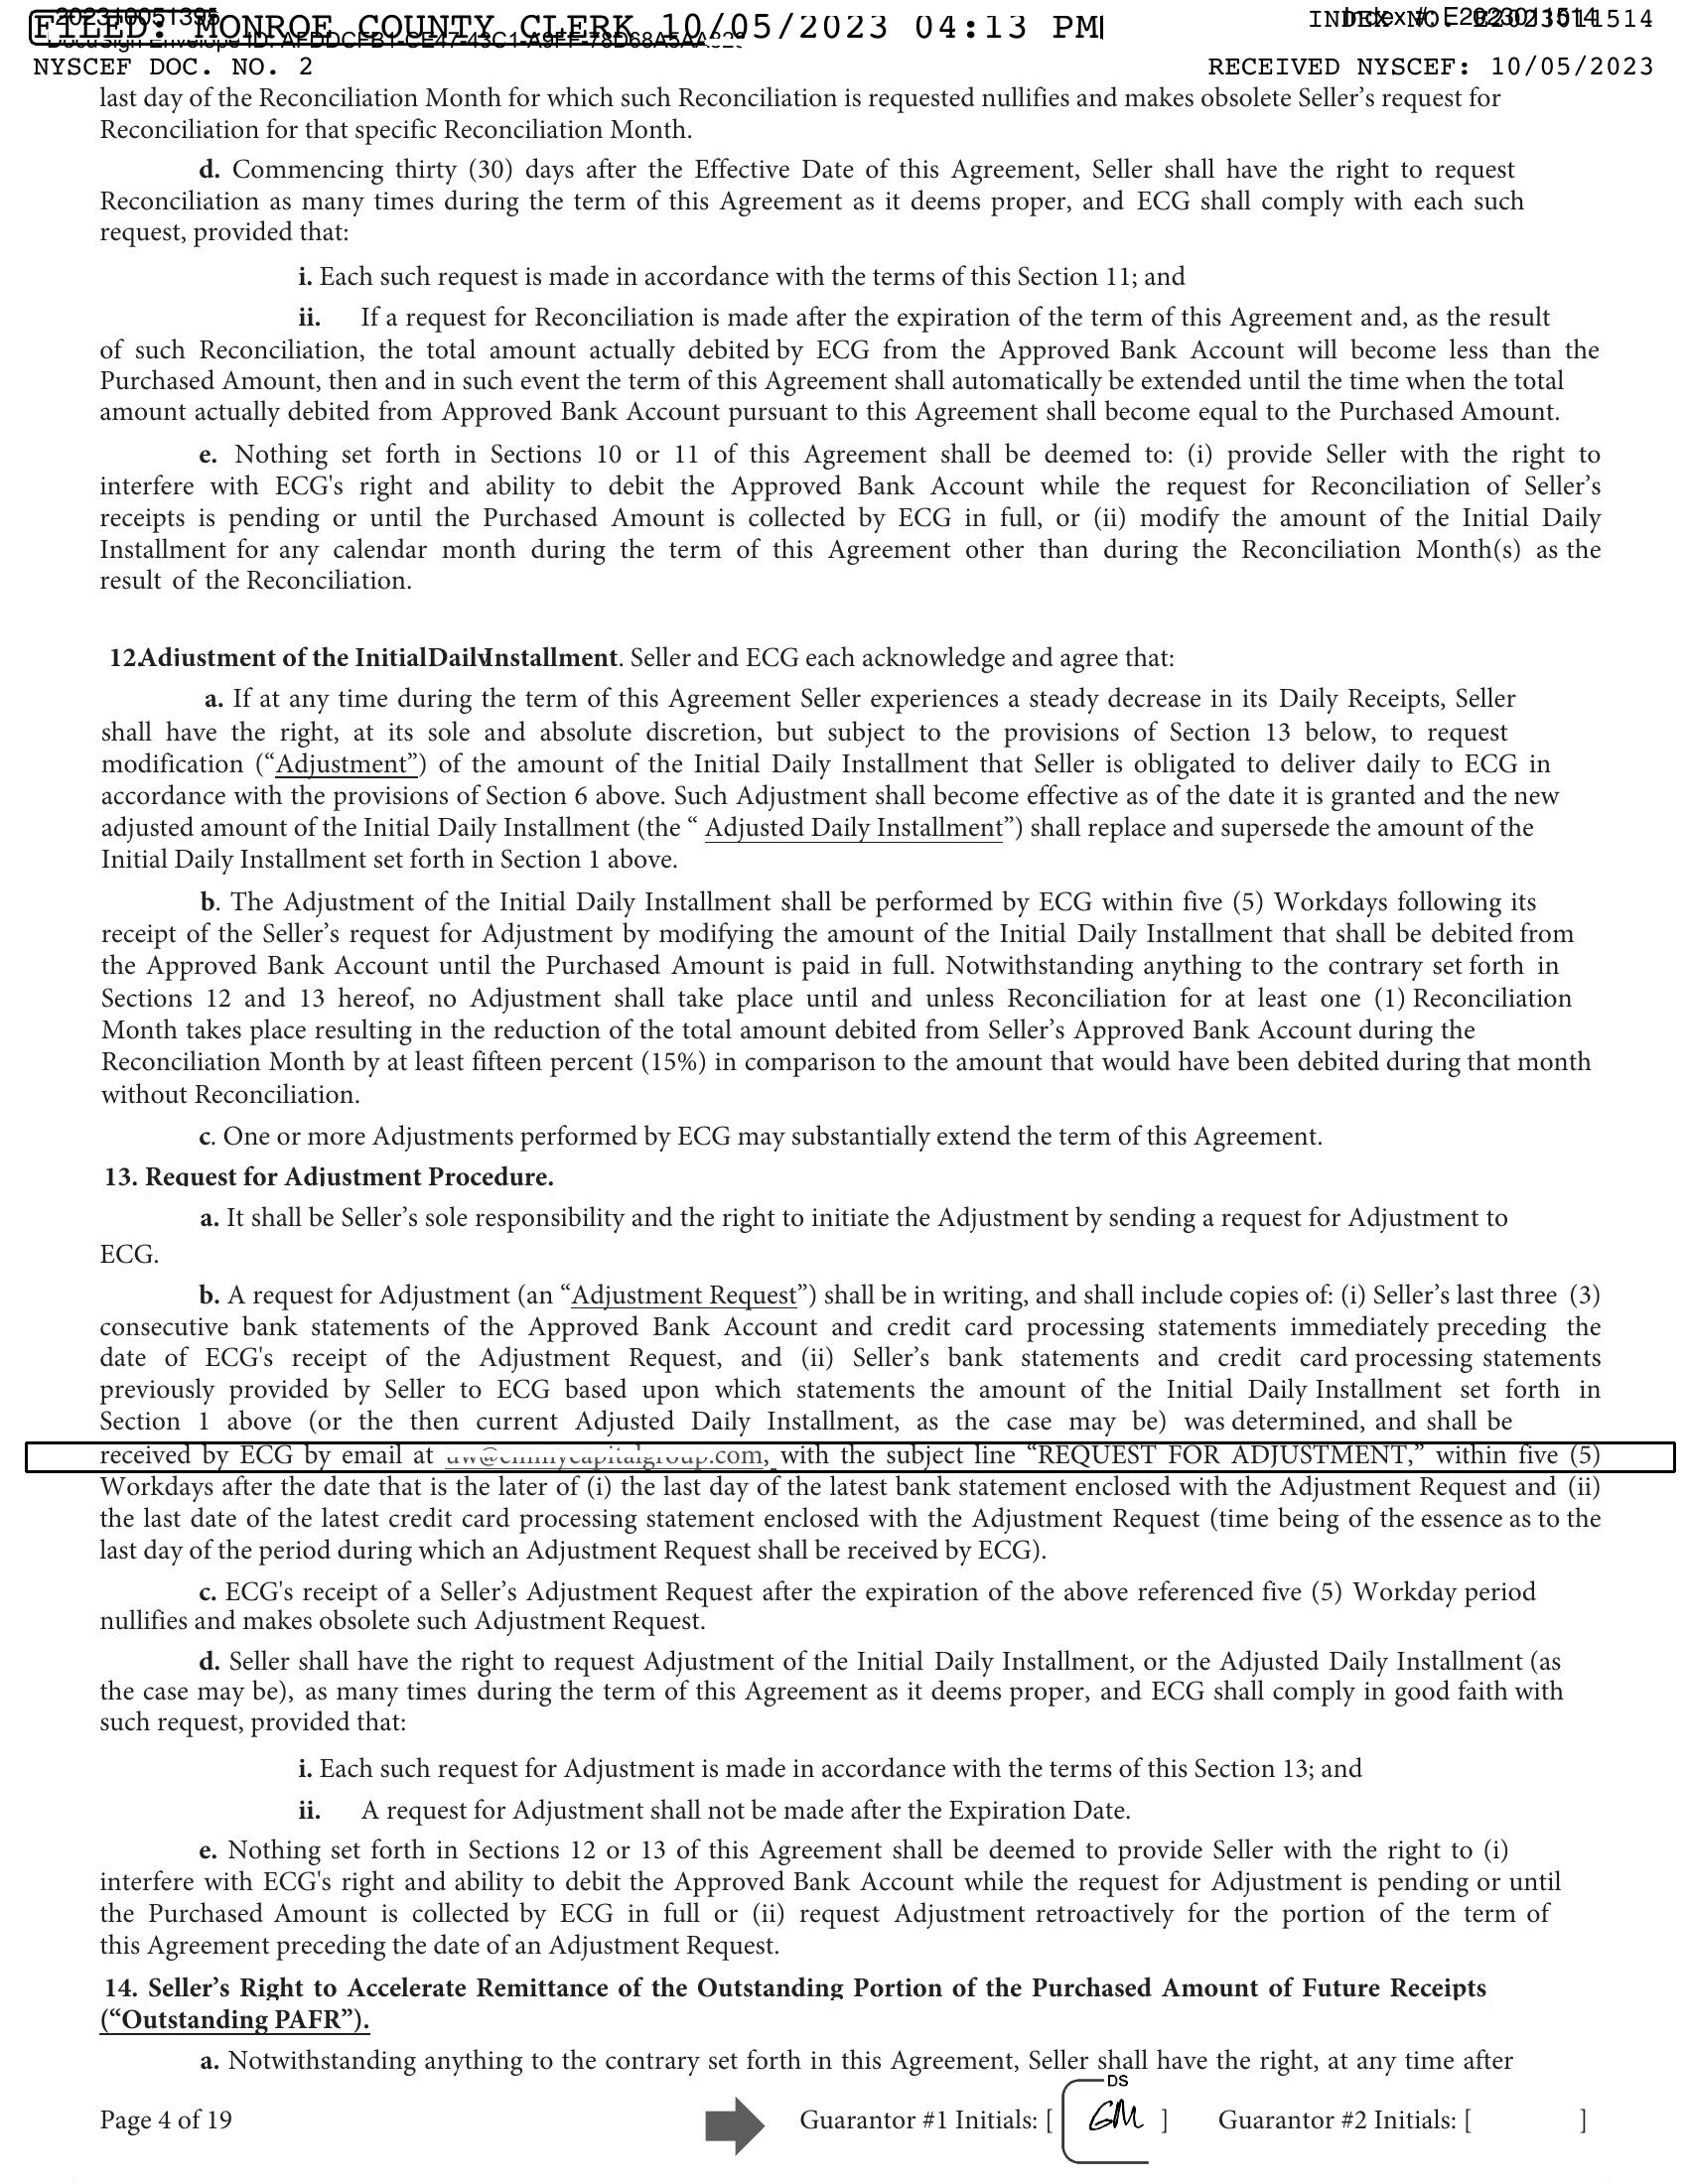 202310051395
FILED: MONROE COUNTY CLERK 10/05/2023 04:13 PM
INDEX NO. E2023011514
Index #: E2023011514
NYSCEF DOC. NO. 2
RECEIVED NYSCEF: 10/05/2023
last day of the Reconciliation Month for which such Reconciliation is requested nullifies and makes obsolete Seller’s request for
Reconciliation for that specific Reconciliation Month.
d. Commencing thirty (30) days after the Effective Date of this Agreement, Seller shall have the right to request
Reconciliation as many times during the term of this Agreement as it deems proper, and ECG shall comply with each such
request, provided that:
i. Each such request is made in accordance with the terms of this Section 11; and
ii. If a request for Reconciliation is made after the expiration of the term of this Agreement and, as the result
of such Reconciliation, the total amount actually debited by ECG from the Approved Bank Account will become less than the
Purchased Amount, then and in such event the term of this Agreement shall automatically be extended until the time when the total
amount actually debited from Approved Bank Account pursuant to this Agreement shall become equal to the Purchased Amount.
e. Nothing set forth in Sections 10 or 11 of this Agreement shall be deemed to: (i) provide Seller with the right to
interfere with ECG's right and ability to debit the Approved Bank Account while the request for Reconciliation of Seller’s
receipts is pending or until the Purchased Amount is collected by ECG in full, or (ii) modify the amount of the Initial Daily
Installment for any calendar month during the term of this Agreement other than during the Reconciliation Month(s) as the
result of the Reconciliation.
12.Adjustment of the Initial Daily Installment. Seller and ECG each acknowledge and agree that:
a. If at any time during the term of this Agreement Seller experiences a steady decrease in its Daily Receipts, Seller
shall have the right, at its sole and absolute discretion, but subject to the provisions of Section 13 below, to request
modification (“Adjustment”) of the amount of the Initial Daily Installment that Seller is obligated to deliver daily to ECG in
accordance with the provisions of Section 6 above. Such Adjustment shall become effective as of the date it is granted and the new
adjusted amount of the Initial Daily Installment (the “ Adjusted Daily Installment”) shall replace and supersede the amount of the
Initial Daily Installment set forth in Section 1 above.
b. The Adjustment of the Initial Daily Installment shall be performed by ECG within five (5) Workdays following its
receipt of the Seller’s request for Adjustment by modifying the amount of the Initial Daily Installment that shall be debited from
the Approved Bank Account until the Purchased Amount is paid in full. Notwithstanding anything to the contrary set forth in
Sections 12 and 13 hereof, no Adjustment shall take place until and unless Reconciliation for at least one (1) Reconciliation
Month takes place resulting in the reduction of the total amount debited from Seller’s Approved Bank Account during the
Reconciliation Month by at least fifteen percent (15%) in comparison to the amount that would have been debited during that month
without Reconciliation.
c. One or more Adjustments performed by ECG may substantially extend the term of this Agreement.
13. Request for Adjustment Procedure.
a. It shall be Seller’s sole responsibility and the right to initiate the Adjustment by sending a request for Adjustment to
ECG.
b. A request for Adjustment (an “Adjustment Request”) shall be in writing, and shall include copies of: (i) Seller’s last three (3)
consecutive bank statements of the Approved Bank Account and credit card processing statements immediately preceding the
date of ECG's receipt of the Adjustment Request, and (ii) Seller’s bank statements and credit card processing statements
previously provided by Seller to ECG based upon which statements the amount of the Initial Daily Installment set forth in
Section 1 above (or the then current Adjusted Daily Installment, as the case may be) was determined, and shall be
received by ECG by email at with the subject line “REQUEST FOR ADJUSTMENT,” within five (5)
Workdays after the date that is the later of (i) the last day of the latest bank statement enclosed with the Adjustment Request and (ii)
the last date of the latest credit card processing statement enclosed with the Adjustment Request (time being of the essence as to the
last day of the period during which an Adjustment Request shall be received by ECG).
c. ECG's receipt of a Seller’s Adjustment Request after the expiration of the above referenced five (5) Workday period
nullifies and makes obsolete such Adjustment Request.
d. Seller shall have the right to request Adjustment of the Initial Daily Installment, or the Adjusted Daily Installment (as
the case may be), as many times during the term of this Agreement as it deems proper, and ECG shall comply in good faith with
such request, provided that:
i. Each such request for Adjustment is made in accordance with the terms of this Section 13; and
ii. A request for Adjustment shall not be made after the Expiration Date.
e. Nothing set forth in Sections 12 or 13 of this Agreement shall be deemed to provide Seller with the right to (i)
interfere with ECG's right and ability to debit the Approved Bank Account while the request for Adjustment is pending or until
the Purchased Amount is collected by ECG in full or (ii) request Adjustment retroactively for the portion of the term of
this Agreement preceding the date of an Adjustment Request.
14. Seller’s Right to Accelerate Remittance of the Outstanding Portion of the Purchased Amount of Future Receipts
(“Outstanding PAFR”).
a. Notwithstanding anything to the contrary set forth in this Agreement, Seller shall have the right, at any time after
DS
Page 4 of 19 Guarantor #1 Initials: [ GM ] Guarantor #2 Initials: [ ]